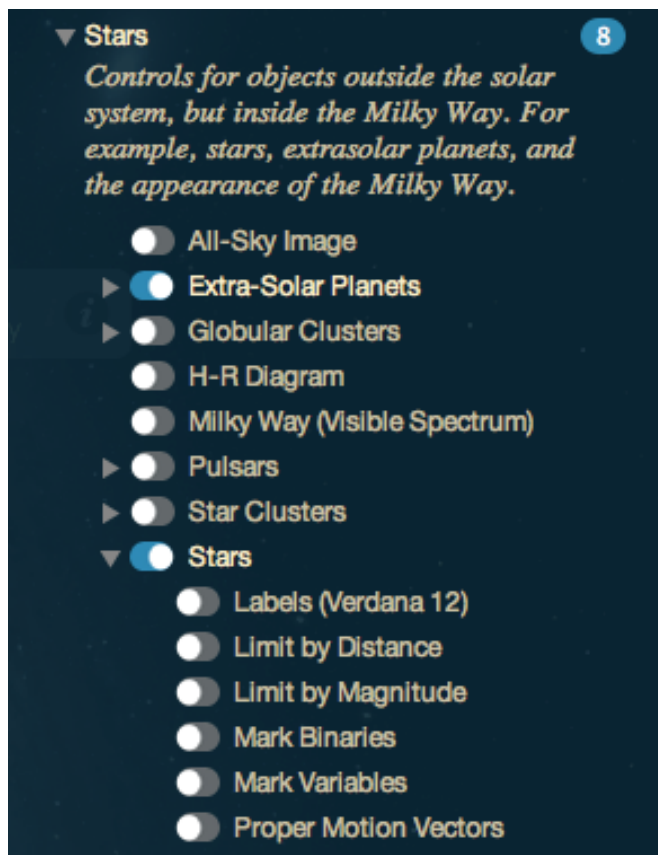 Stars 8
Controls for objects outside the solar
system, but inside the Milky Way. For
example, stars, extrasolar planets, and
the appearance of the Milky Way.
All-Sky Image
Extra-Solar Planets
Globular Clusters
H-R Diagram
Milky Way (Visible Spectrum)
Pulsars
Star Clusters
Stars
Labels (Verdana 12)
Limit by Distance
Limit by Magnitude
Mark Binaries
Mark Variables
Proper Motion Vectors